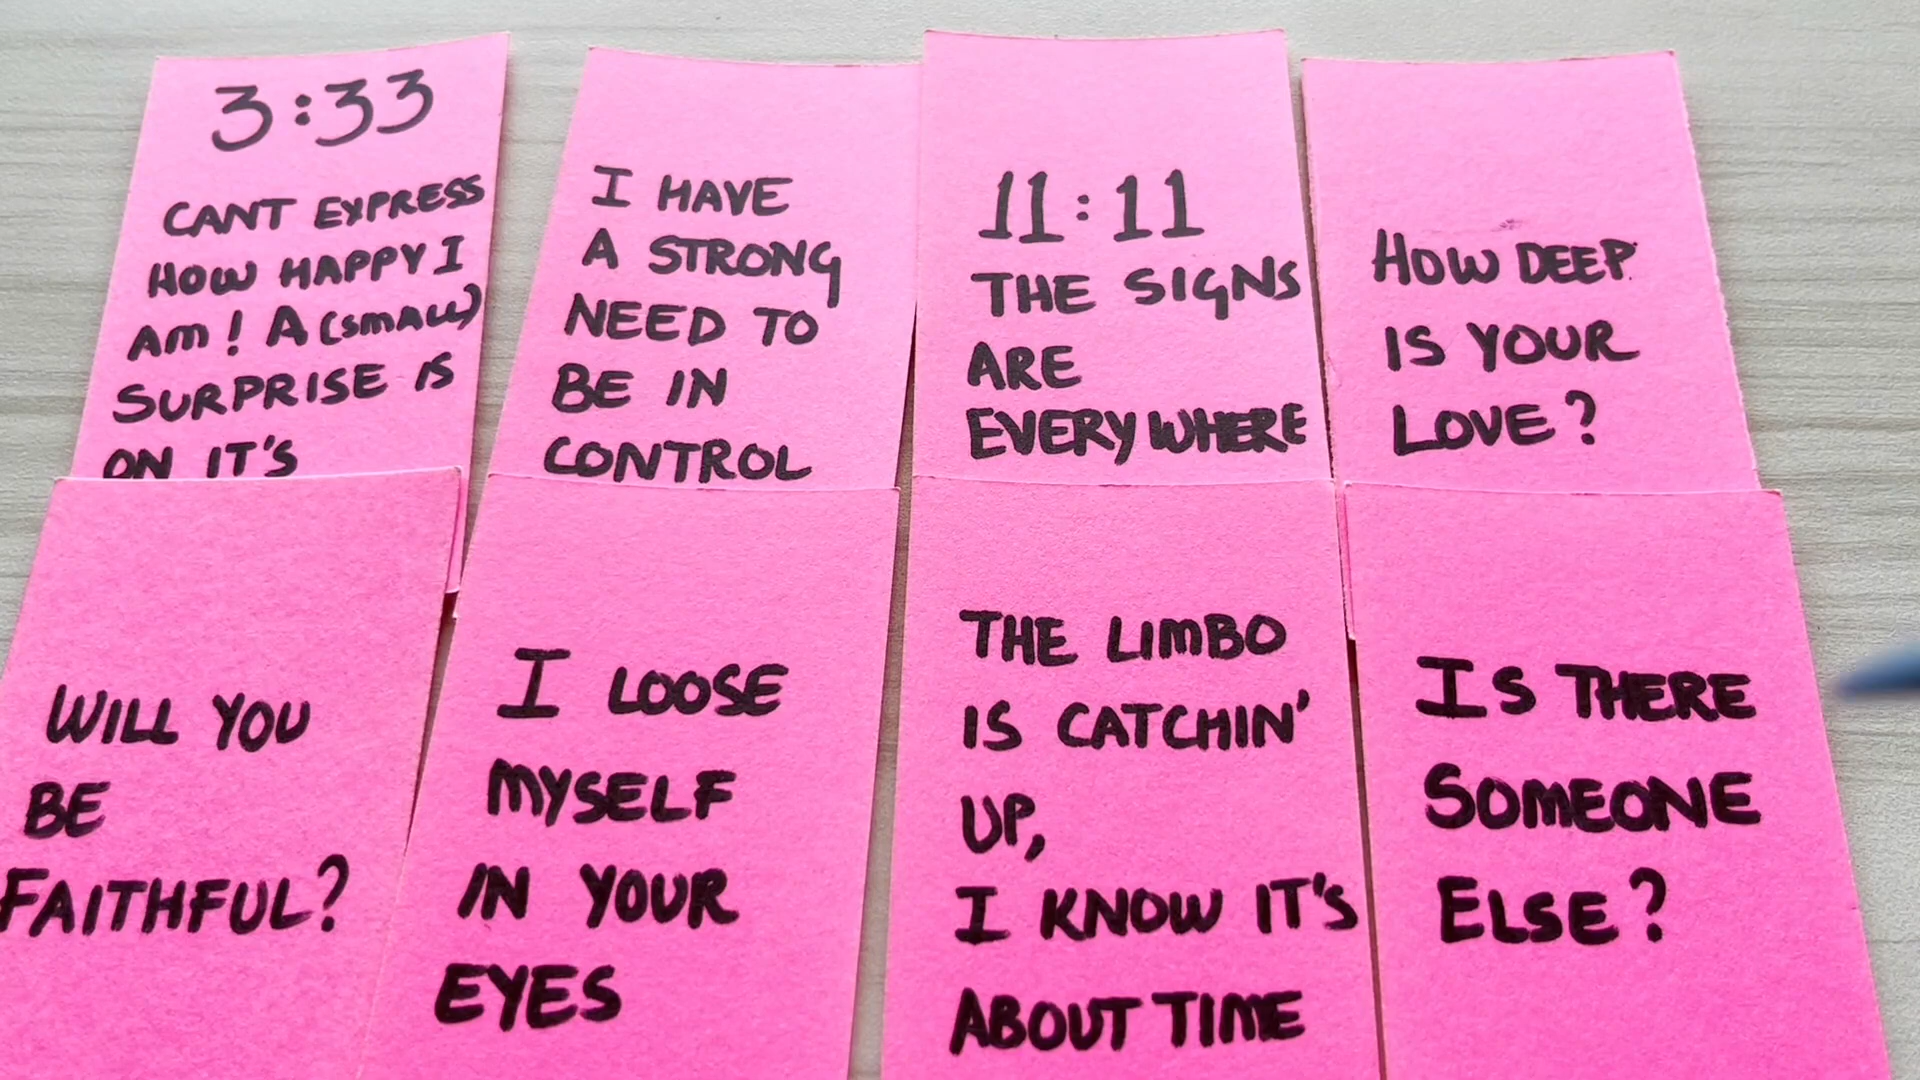 3:33
CANT EXPRESS
HOW HAPPY I
AM! A (SMALL)
SURPRISE IS
ON IT'S
I HAVE
A STRONG
NEED TO
BE IN
CONTROL
11:11
THE SIGNS
ARE
EVERYWHERE
HOW DEEP
IS YOUR
LOVE?
WILL YOU
BE
FAITHFUL?
I LOOSE
MYSELF
IN YOUR
EYES
THE LIMBO
IS CATCHIN'
UP,
I KNOW IT'S
ABOUT TIME
IS THERE
SOMEONE
ELSE?